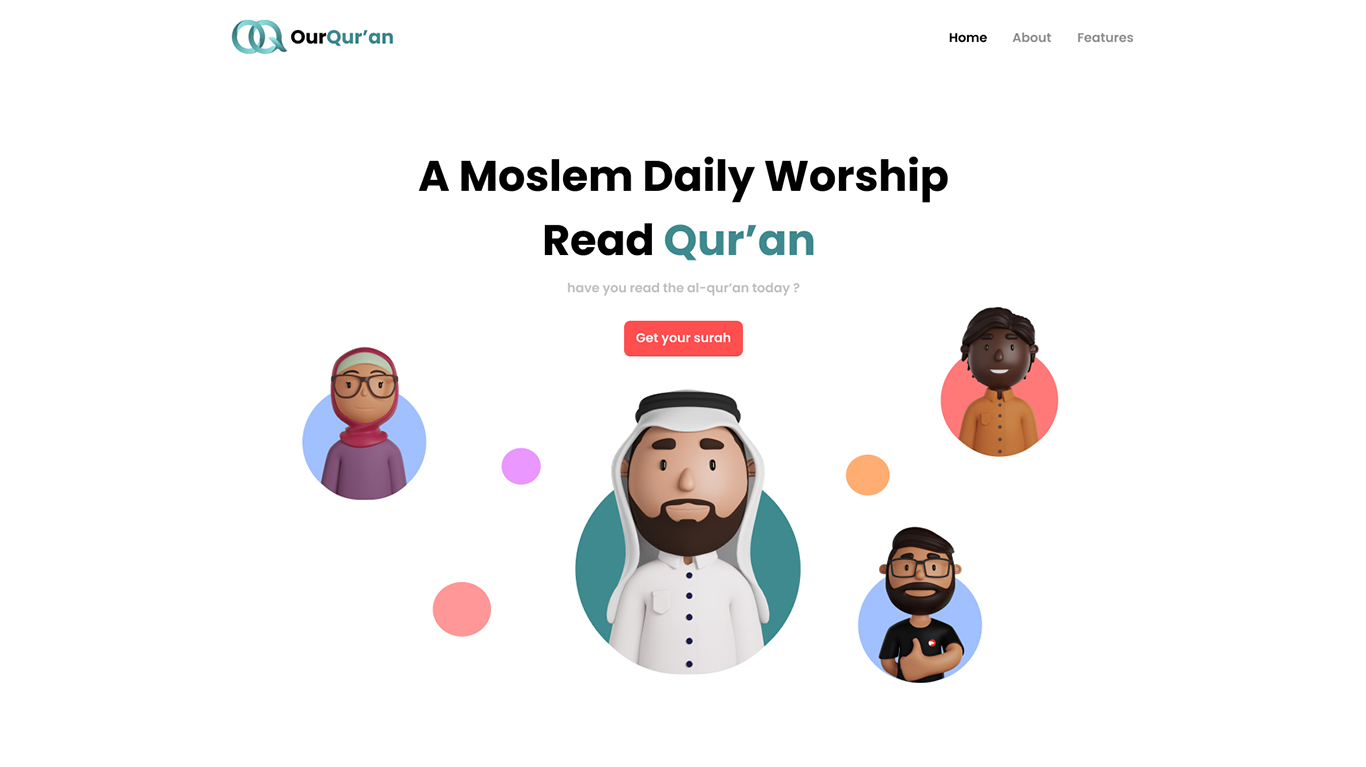 OurQur’an
Home About Features
A Moslem Daily Worship
Read Qur’an
have you read the al-qur’an today ?
Get your surah